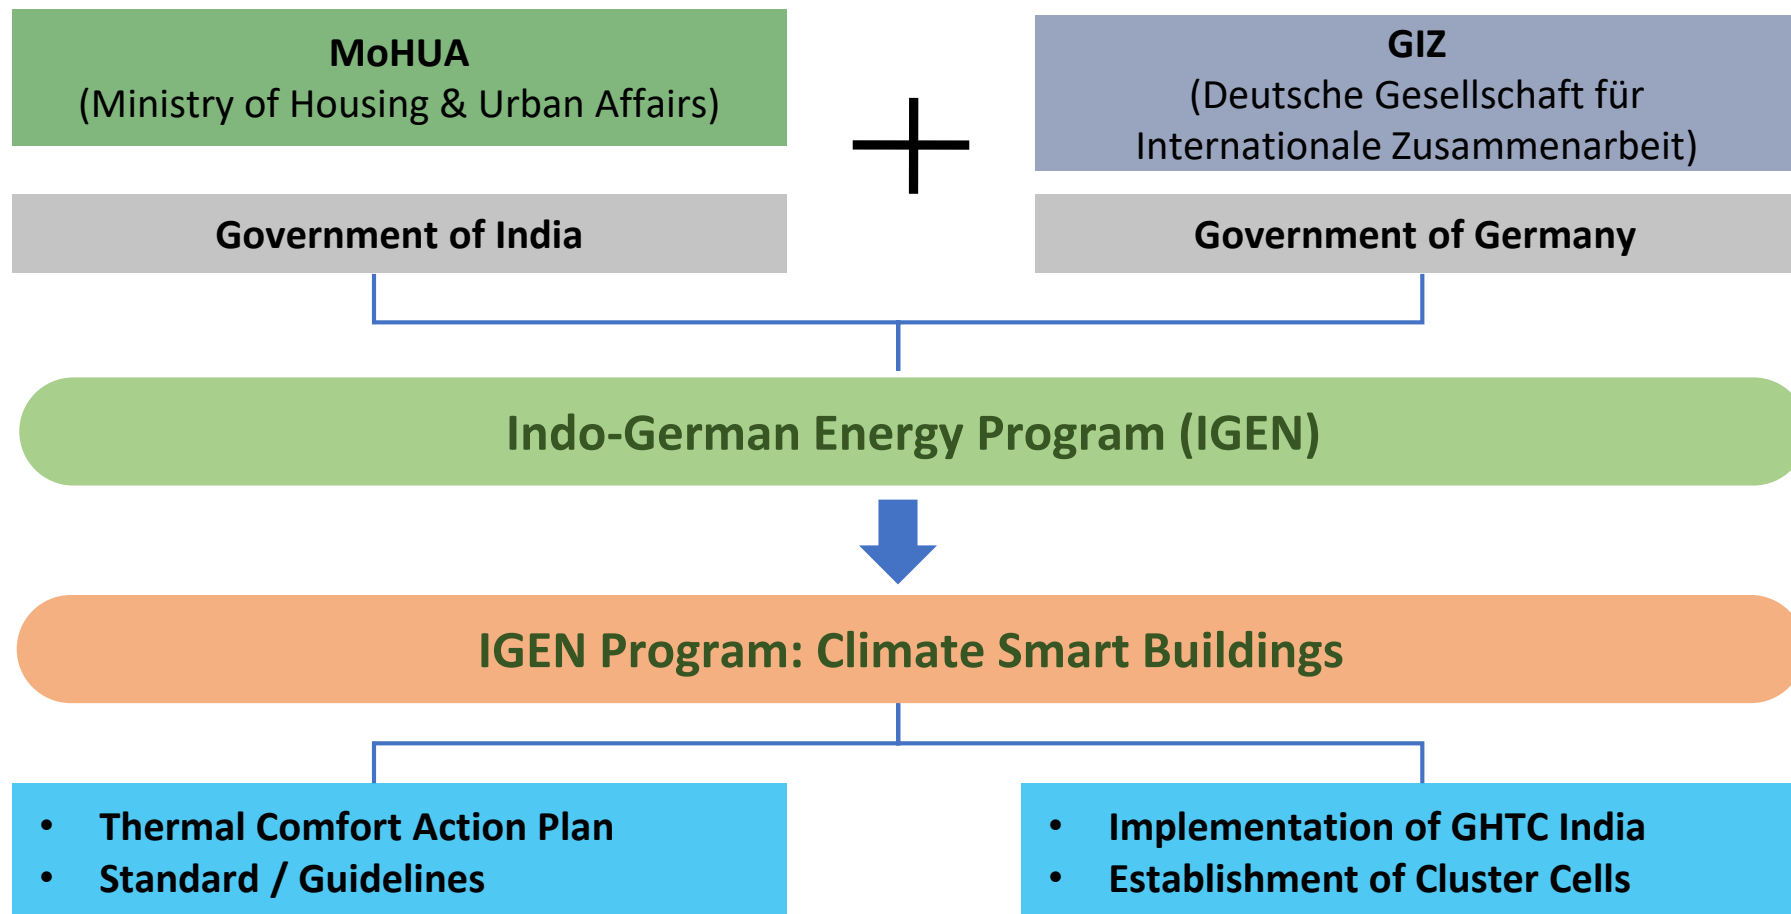 MoHUA
(Ministry of Housing & Urban Affairs)
GIZ
(Deutsche Gesellschaft für
Internationale Zusammenarbeit)
Government of India
Government of Germany
Indo-German Energy Program (IGEN)
IGEN Program: Climate Smart Buildings
• Thermal Comfort Action Plan
• Standard / Guidelines
• Implementation of GHTC India
• Establishment of Cluster Cells